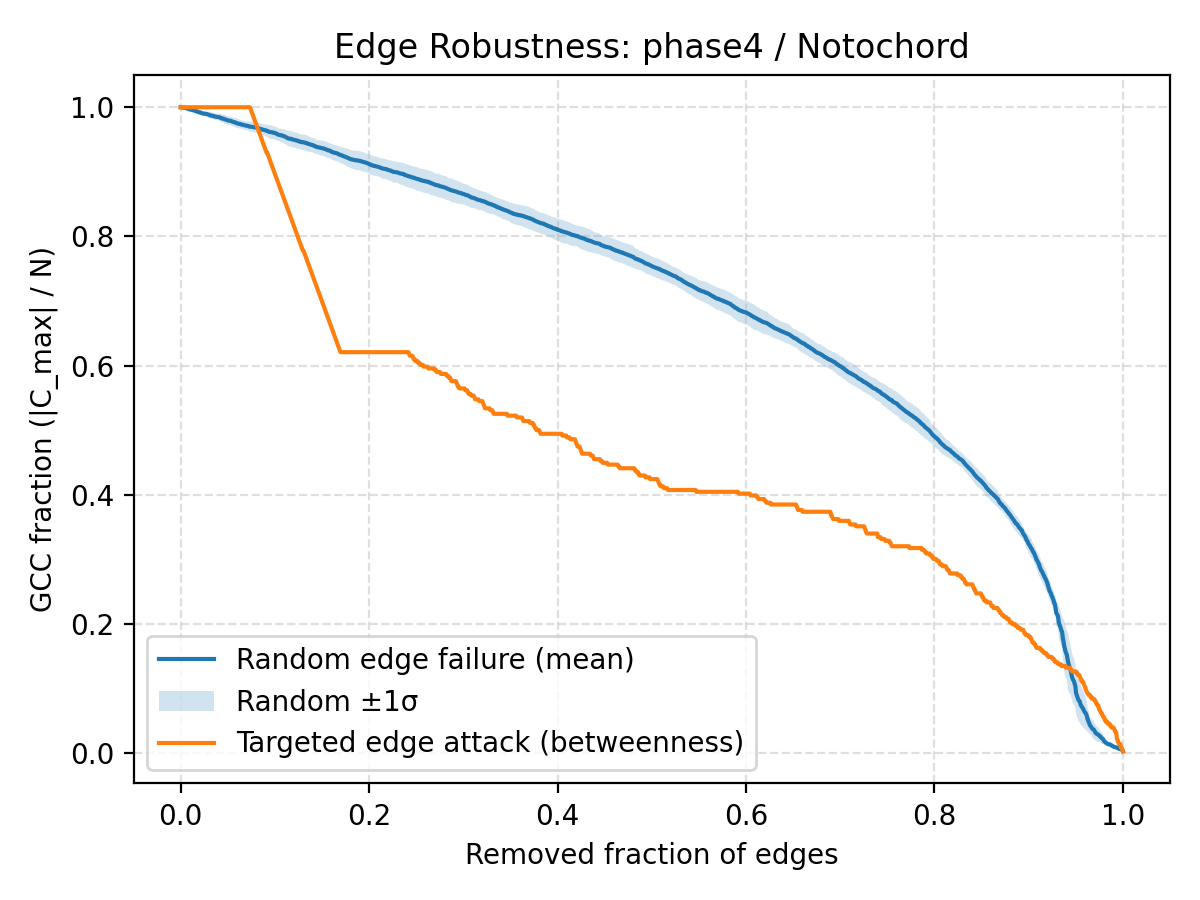 Edge Robustness: phase4 / Notochord
GCC fraction (|C_max| / N)
1.0
0.8
0.6
0.4
0.2
0.0
Random edge failure (mean)
Random ±1σ
Targeted edge attack (betweenness)
0.0 0.2 0.4 0.6 0.8 1.0
Removed fraction of edges